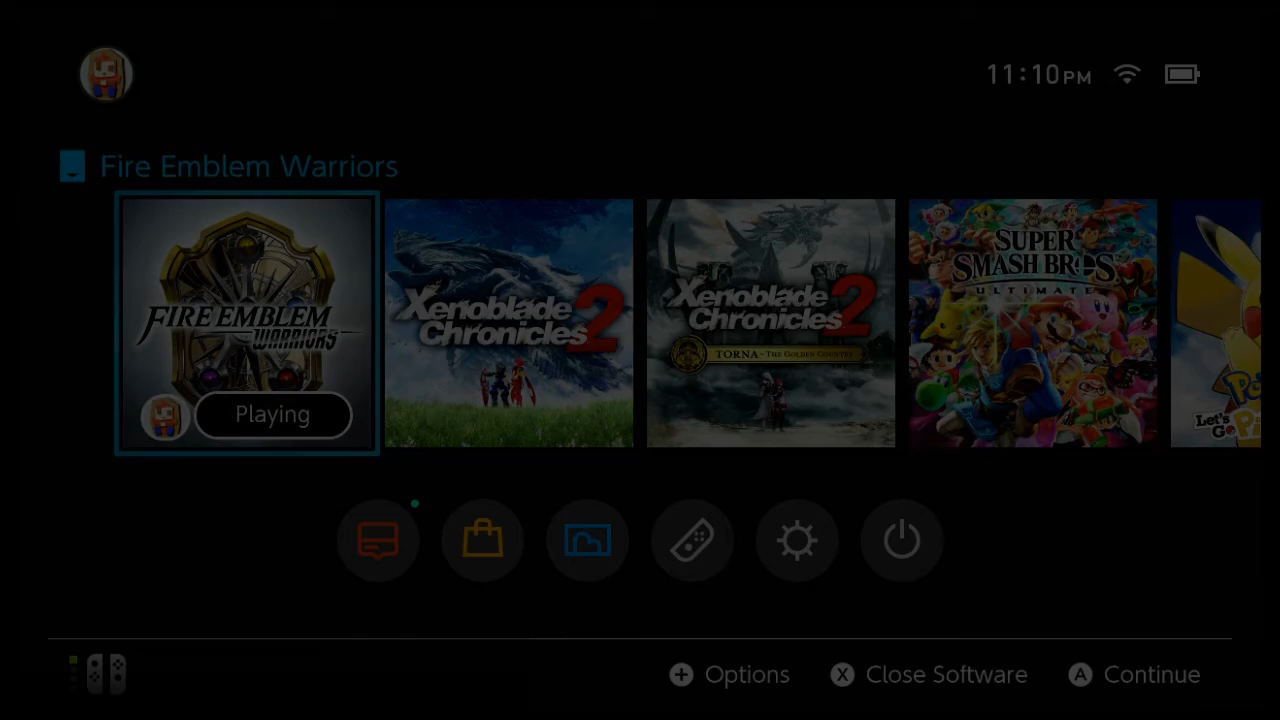 11:10PM
Fire Emblem Warriors
FIRE EMBLEM
WARRIORS
Playing
Xenoblade
Chronicles 2
Xenoblade
Chronicles 2
TORNA - THE GOLDEN COUNTRY
SUPER
SMASH BROS.
ULTIMATE
Let's
Go
+ Options
X Close Software
A Continue